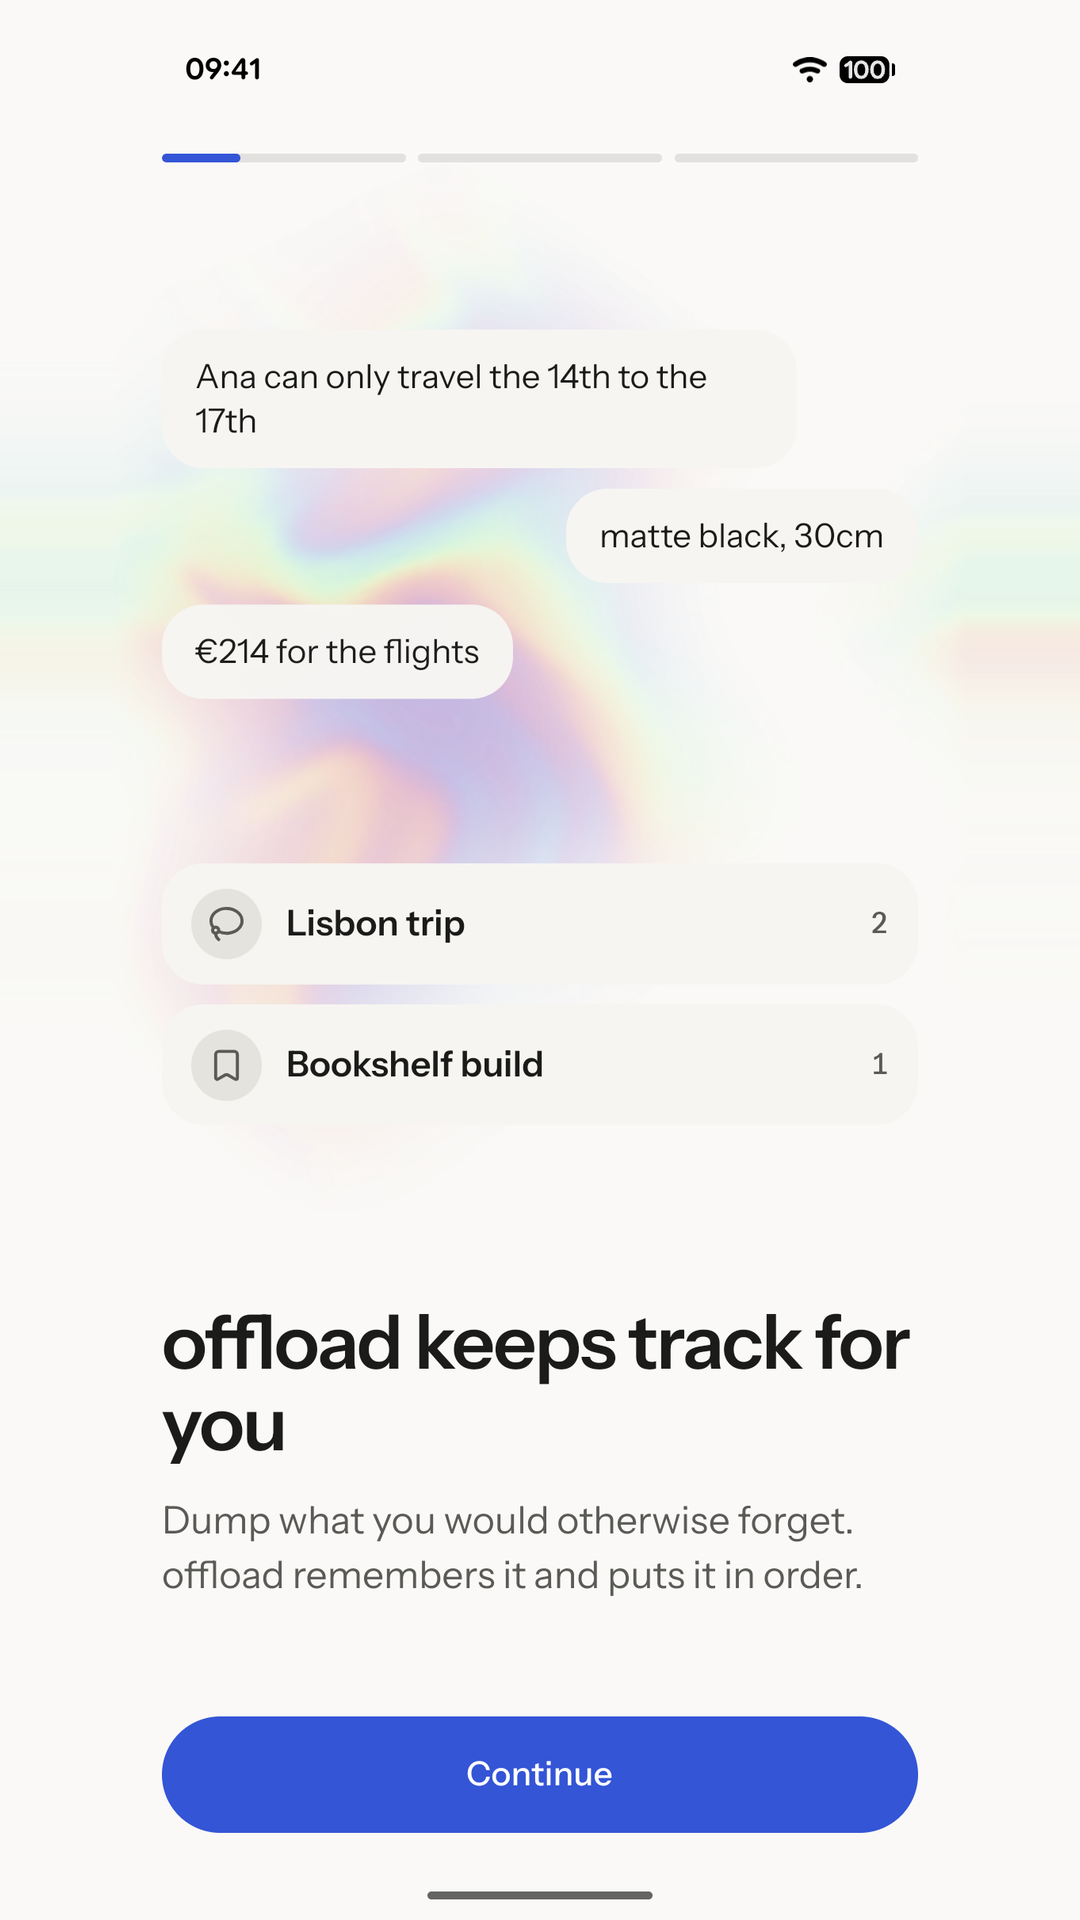 09:41
100
Ana can only travel the 14th to the
17th
matte black, 30cm
€214 for the flights
Lisbon trip
2
Bookshelf build
1
offload keeps track for
you
Dump what you would otherwise forget.
offload remembers it and puts it in order.
Continue